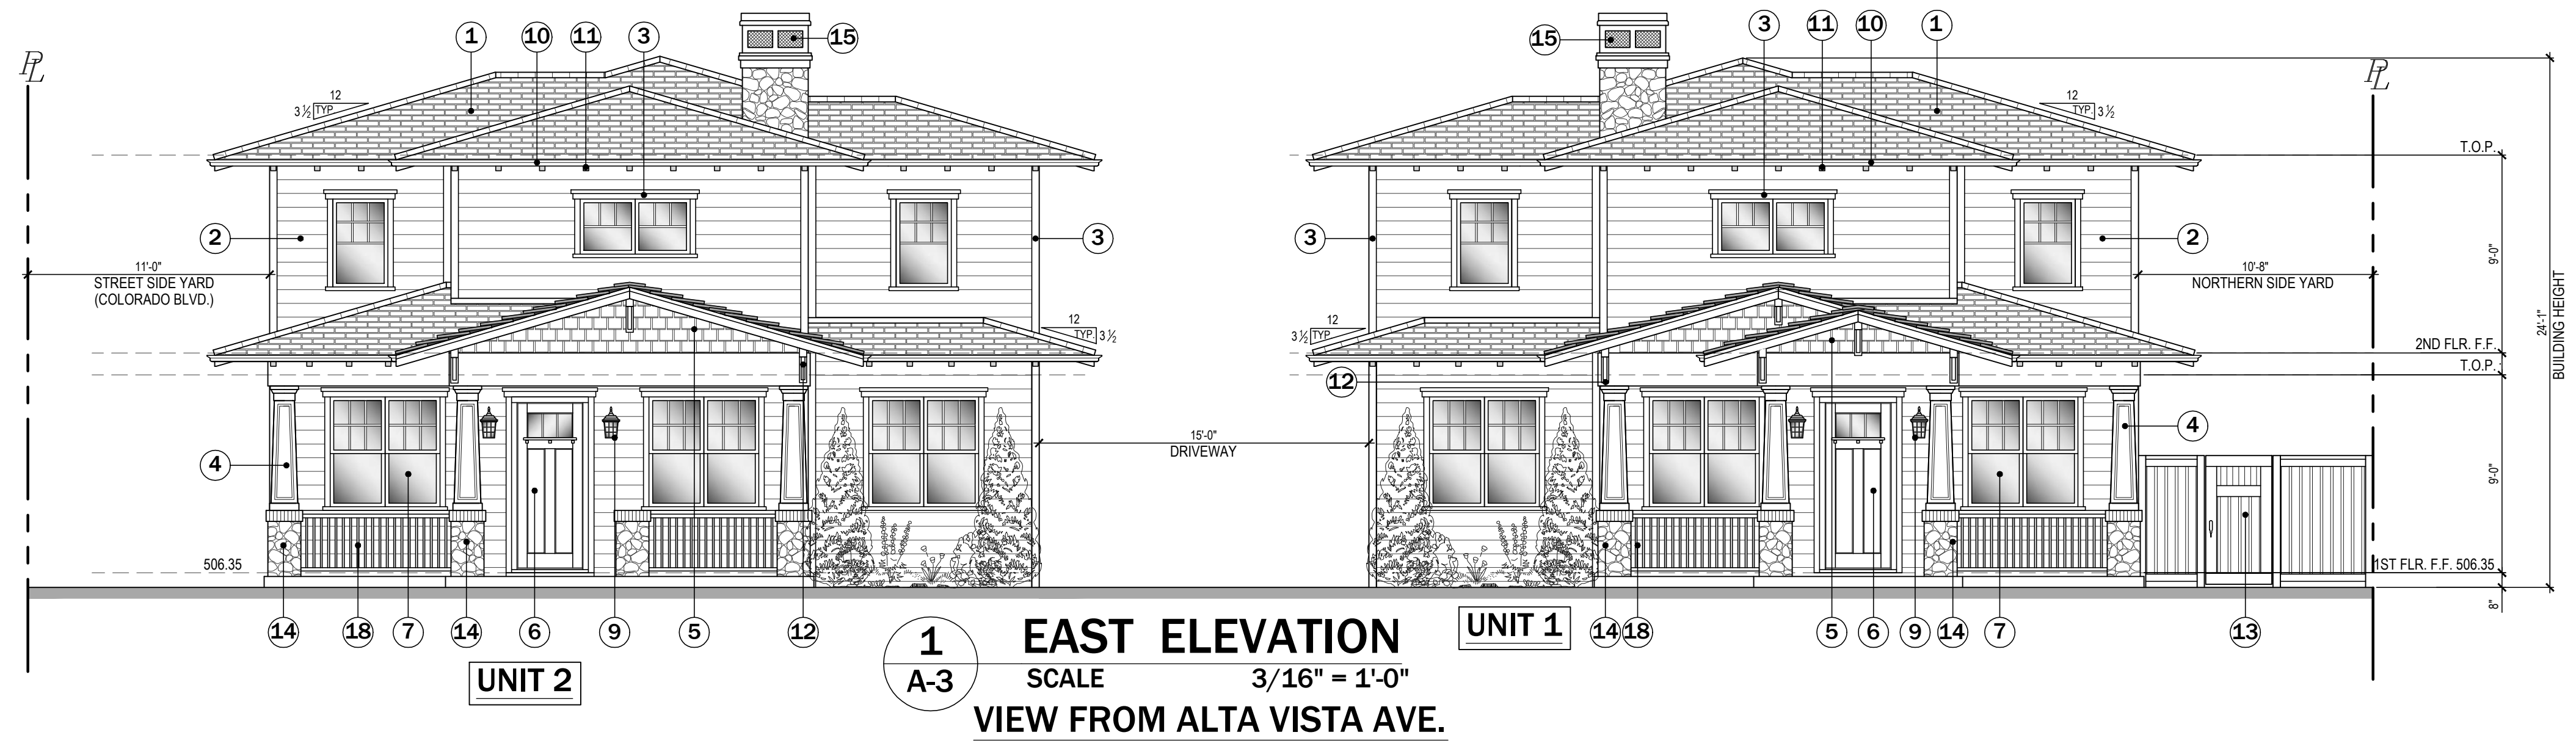 1 10 11 3 15
15 3 11 10 1
PL
PL
12
3 ½ TYP.
12
TYP. 3 ½
T.O.P.
2
3
3
2
11'-0"
STREET SIDE YARD
(COLORADO BLVD.)
10'-8"
NORTHERN SIDE YARD
9'-0"
24'-1"
BUILDING HEIGHT
12
TYP. 3 ½
12
3 ½ TYP.
2ND FLR. F.F.
T.O.P.
12
4
15'-0"
DRIVEWAY
4
9'-0"
506.35
1ST FLR. F.F. 506.35
8"
14 18 7 14 6 9 5 12
14 18 5 6 9 14 7 13
UNIT 2
UNIT 1
1
A-3
EAST ELEVATION
SCALE 3/16" = 1'-0"
VIEW FROM ALTA VISTA AVE.